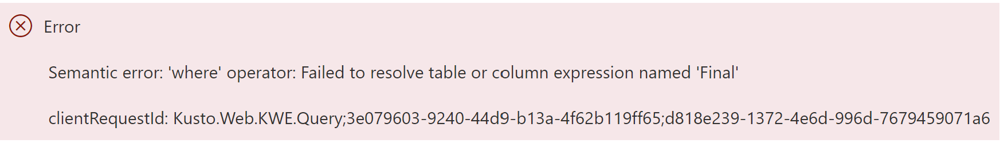 Error
Semantic error: 'where' operator: Failed to resolve table or column expression named 'Final'
clientRequestId: Kusto.Web.KWE.Query;3e079603-9240-44d9-b13a-4f62b119ff65;d818e239-1372-4e6d-996d-7679459071a6